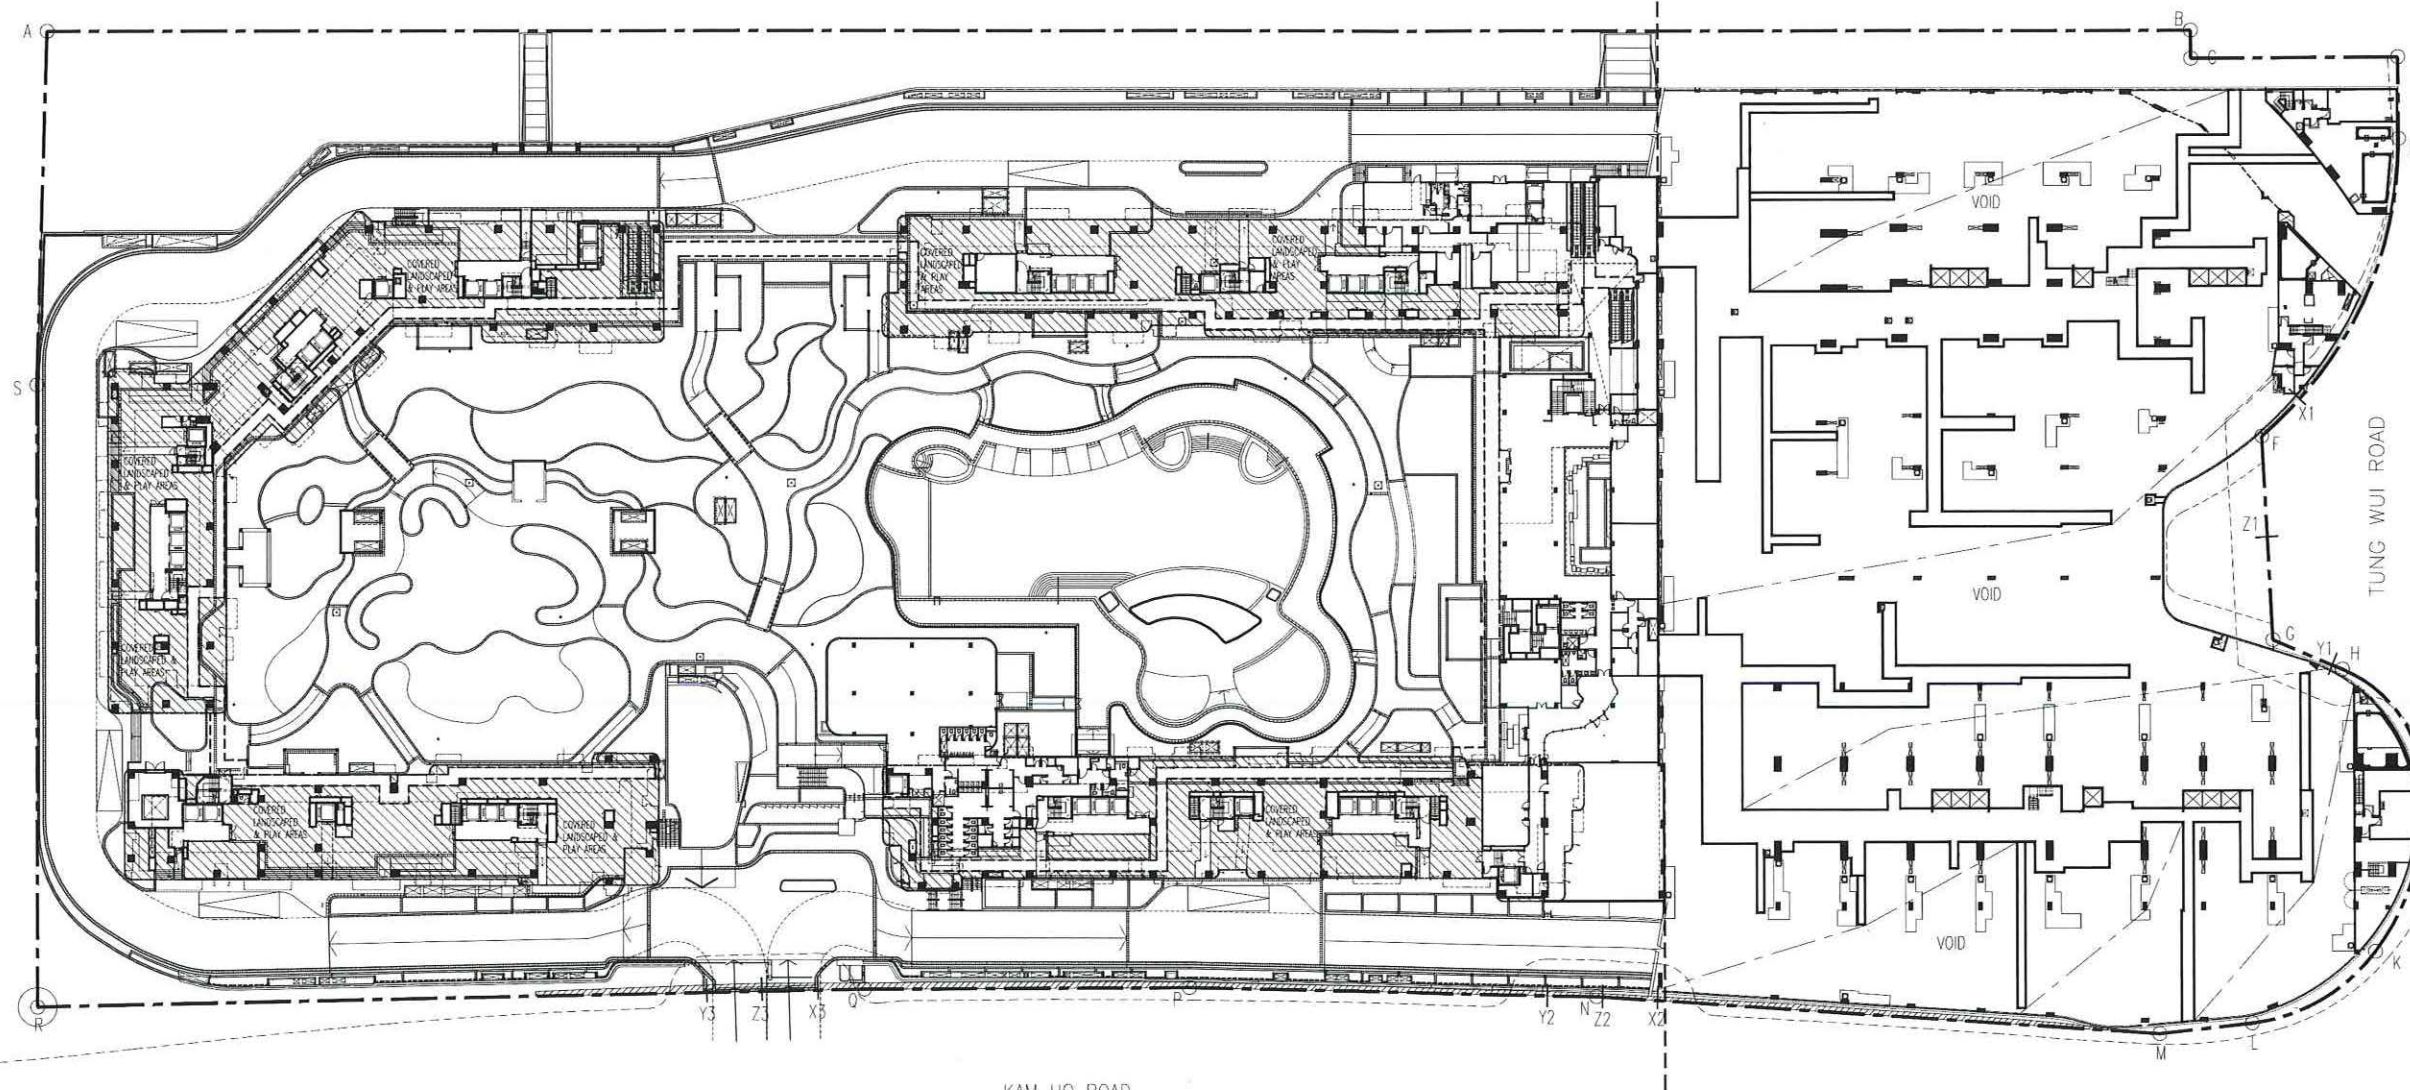 A
B
C
COVERED
LANDSCAPED
& PLAY AREAS
COVERED
LANDSCAPED
& PLAY
AREAS
COVERED
LANDSCAPED
& PLAY
AREAS
VOID
S
X1
F
TUNG WUI ROAD
COVERED
LANDSCAPED
& PLAY AREAS
Z1
VOID
G
Y1
H
COVERED
LANDSCAPED &
PLAY AREAS
COVERED
LANDSCAPED
& PLAY AREAS
COVERED
LANDSCAPED &
PLAY AREAS
COVERED
LANDSCAPED
& PLAY AREAS
VOID
K
R
Y3
Z3
X3
Q
P
Y2
N
Z2
X2
M
L
KAM HO ROAD